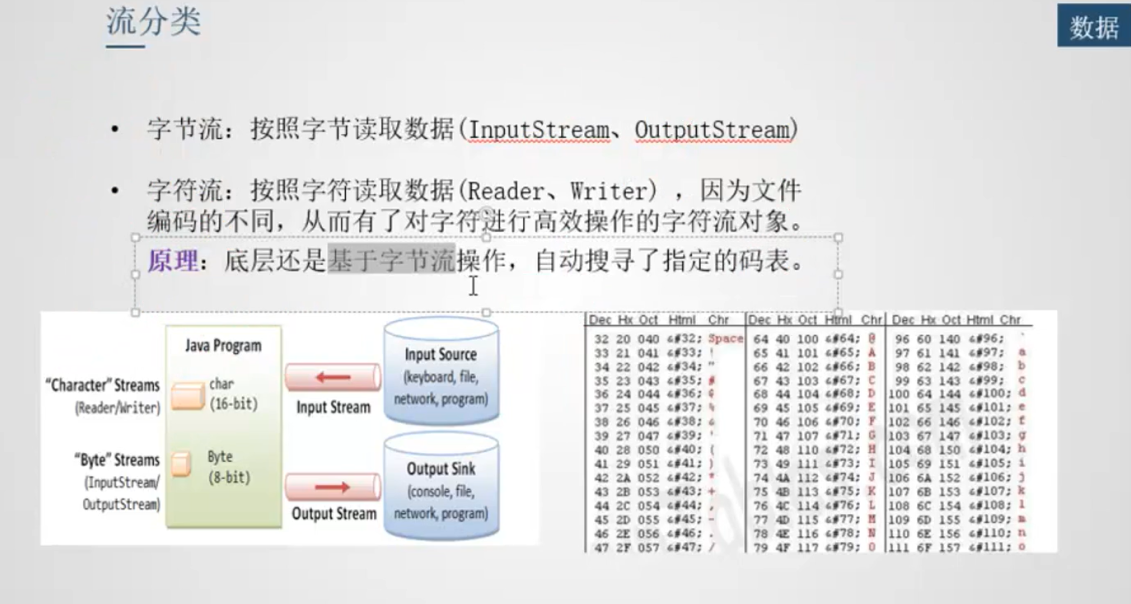 流分类
数据
• 字节流：按照字节读取数据(InputStream、OutputStream)
• 字符流：按照字符读取数据(Reader、Writer) ，因为文件
编码的不同，从而有了对字符进行高效操作的字符流对象。
原理：底层还是基于字节流操作，自动搜寻了指定的码表。
Java Program
"Character" Streams
(Reader/Writer)
char
(16-bit)
"Byte" Streams
(InputStream/
OutputStream)
Byte
(8-bit)
Input Stream
Output Stream
Input Source
(keyboard, file,
network, program)
Output Sink
(console, file,
network, program)
Dec Hx Oct Html Chr Dec Hx Oct Html Chr Dec Hx Oct Html Chr
32 20 040 &#32; Space 64 40 100 &#64; @ 96 60 140 &#96; `
33 21 041 &#33; ! 65 41 101 &#65; A 97 61 141 &#97; a
34 22 042 &#34; " 66 42 102 &#66; B 98 62 142 &#98; b
35 23 043 &#35; # 67 43 103 &#67; C 99 63 143 &#99; c
36 24 044 &#36; $ 68 44 104 &#68; D 100 64 144 &#100; d
37 25 045 &#37; % 69 45 105 &#69; E 101 65 145 &#101; e
38 26 046 &#38; & 70 46 106 &#70; F 102 66 146 &#102; f
39 27 047 &#39; ' 71 47 107 &#71; G 103 67 147 &#103; g
40 28 050 &#40; ( 72 48 110 &#72; H 104 68 150 &#104; h
41 29 051 &#41; ) 73 49 111 &#73; I 105 69 151 &#105; i
42 2A 052 &#42; * 74 4A 112 &#74; J 106 6A 152 &#106; j
43 2B 053 &#43; + 75 4B 113 &#75; K 107 6B 153 &#107; k
44 2C 054 &#44; , 76 4C 114 &#76; L 108 6C 154 &#108; l
45 2D 055 &#45; - 77 4D 115 &#77; M 109 6D 155 &#109; m
46 2E 056 &#46; . 78 4E 116 &#78; N 110 6E 156 &#110; n
47 2F 057 &#47; / 79 4F 117 &#79; O 111 6F 157 &#111; o